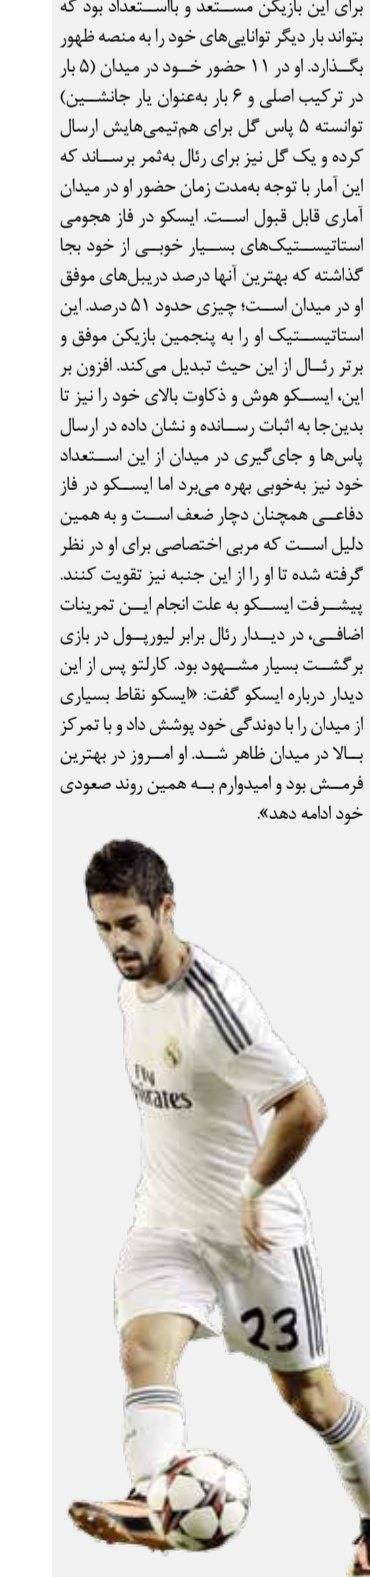 برای این بازیکن مستعد و بااستعداد بود که
بتواند بار دیگر توانایی‌های خود را به منصه ظهور
بگذارد. او در ۱۱ حضور خود در میدان (۵ بار
در ترکیب اصلی و ۶ بار به‌عنوان یار جانشین)
توانسته ۵ پاس گل برای هم‌تیمی‌هایش ارسال
کرده و یک گل نیز برای رئال به‌ثمر برساند که
این آمار با توجه به‌مدت زمان حضور او در میدان
آماری قابل قبول است. ایسکو در فاز هجومی
استاتیستیک‌های بسیار خوبی از خود بجا
گذاشته که بهترین آنها درصد دریبل‌های موفق
او در میدان است؛ چیزی حدود ۵۱ درصد. این
استاتیستیک او را به پنجمین بازیکن موفق و
برتر رئال از این حیث تبدیل می‌کند. افزون بر
این، ایسکو هوش و ذکاوت بالای خود را نیز تا
بدین‌جا به اثبات رسانده و نشان داده در ارسال
پاس‌ها و جای‌گیری در میدان از این استعداد
خود نیز به‌خوبی بهره می‌برد اما ایسکو در فاز
دفاعی همچنان دچار ضعف است و به همین
دلیل است که مربی اختصاصی برای او در نظر
گرفته شده تا او را از این جنبه نیز تقویت کنند.
پیشرفت ایسکو به علت انجام این تمرینات
اضافی، در دیدار رئال برابر لیورپول در بازی
برگشت بسیار مشهود بود. کارلتو پس از این
دیدار درباره ایسکو گفت: «ایسکو نقاط بسیاری
از میدان را با دوندگی خود پوشش داد و با تمرکز
بالا در میدان ظاهر شد. او امروز در بهترین
فرمش بود و امیدوارم به همین روند صعودی
خود ادامه دهد».
Fly
23